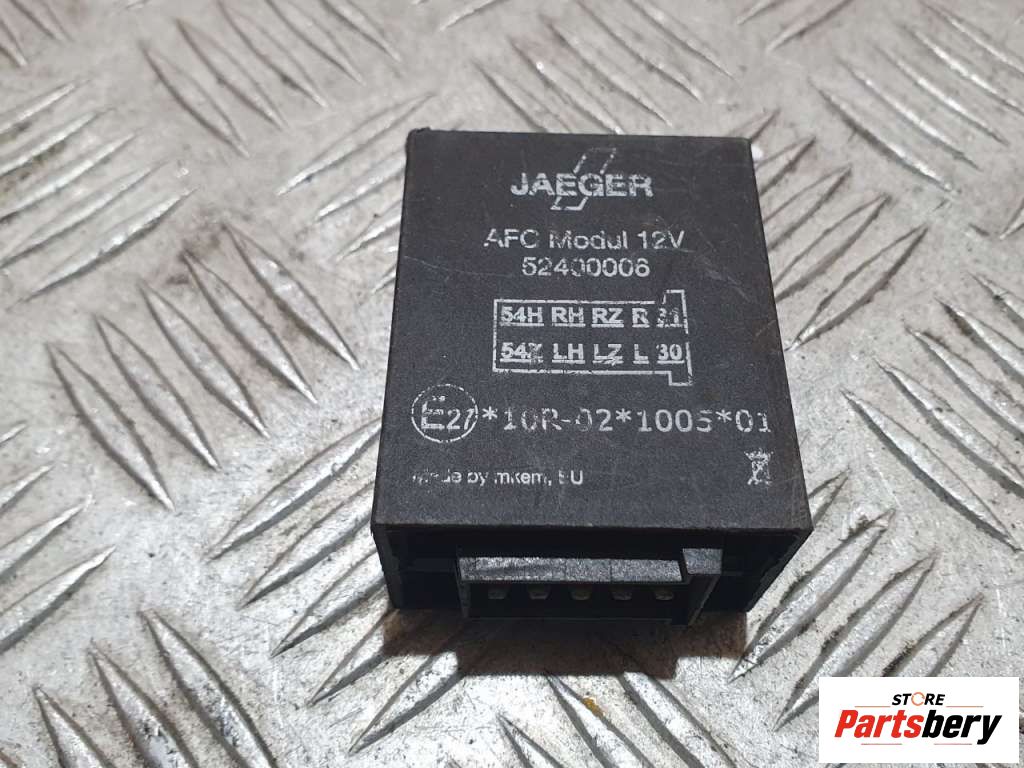 JAEGER
AFC Modul 12V
52400006
54H RH RZ R 31
54Z LH LZ L 30
E27*10R-02*1005*01
Made by mkem, EU
STORE
Partsbery